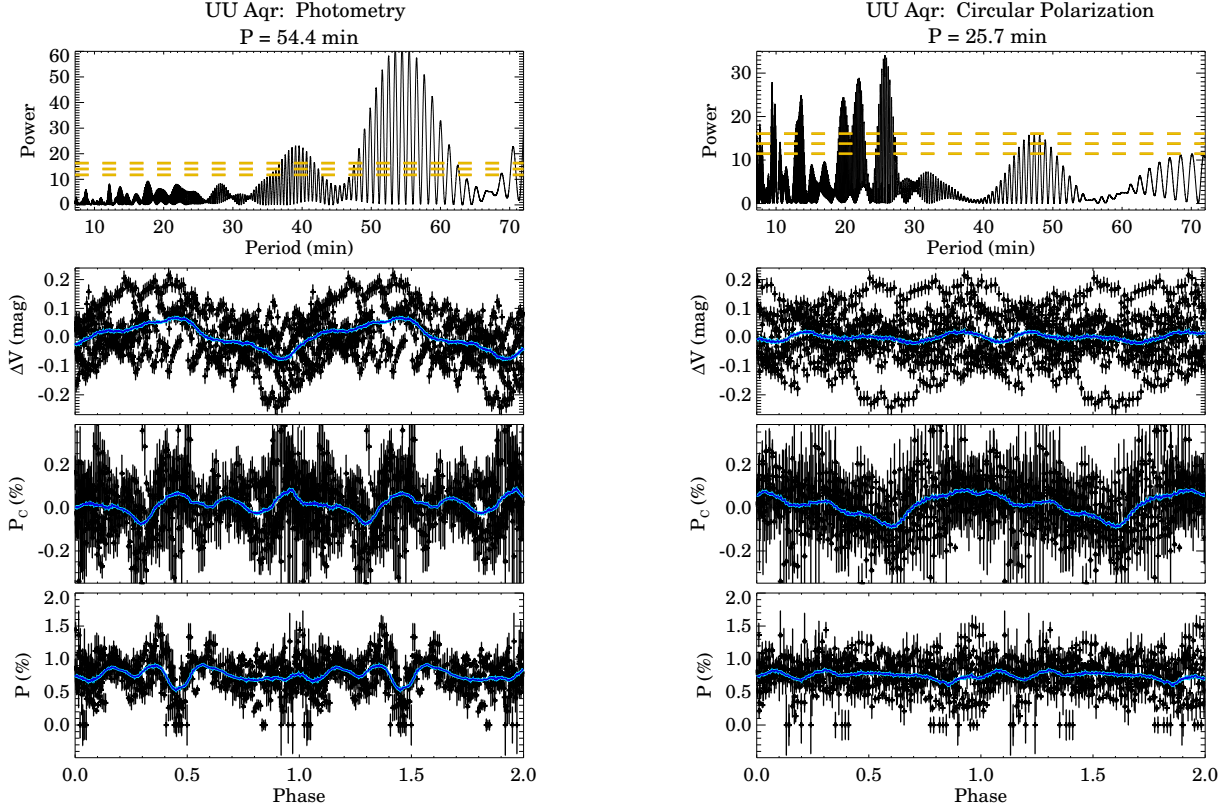 UU Aqr: Photometry
P = 54.4 min
60
50
40
30
20
10
0
Power
10 20 30 40 50 60 70
Period (min)
0.2
0.1
0.0
-0.1
-0.2
ΔV (mag)
0.2
0.0
-0.2
P_C (%)
2.0
1.5
1.0
0.5
0.0
P (%)
0.0 0.5 1.0 1.5 2.0
Phase
UU Aqr: Circular Polarization
P = 25.7 min
30
20
10
0
Power
10 20 30 40 50 60 70
Period (min)
0.2
0.1
0.0
-0.1
-0.2
ΔV (mag)
0.2
0.0
-0.2
P_C (%)
2.0
1.5
1.0
0.5
0.0
P (%)
0.0 0.5 1.0 1.5 2.0
Phase